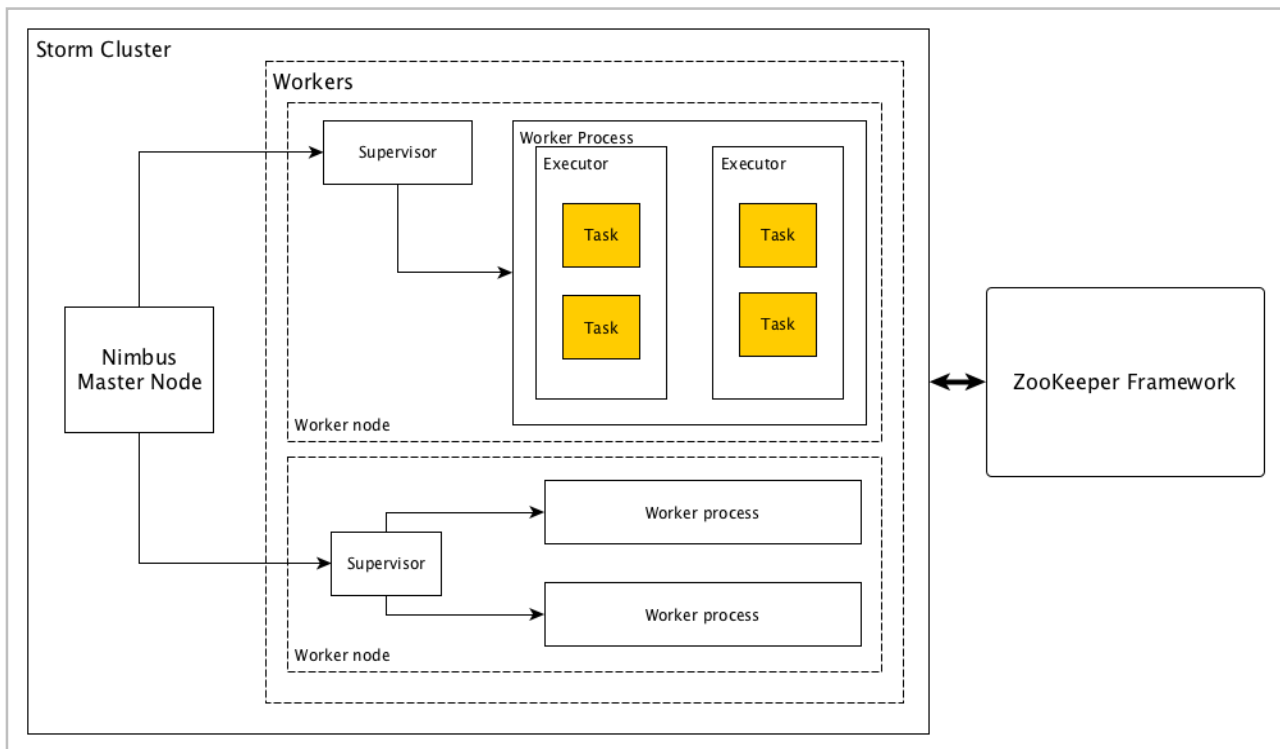 Storm Cluster
Workers
Supervisor
Worker Process
Executor
Executor
Task
Task
Task
Task
Worker node
Nimbus
Master Node
ZooKeeper Framework
Worker process
Supervisor
Worker process
Worker node